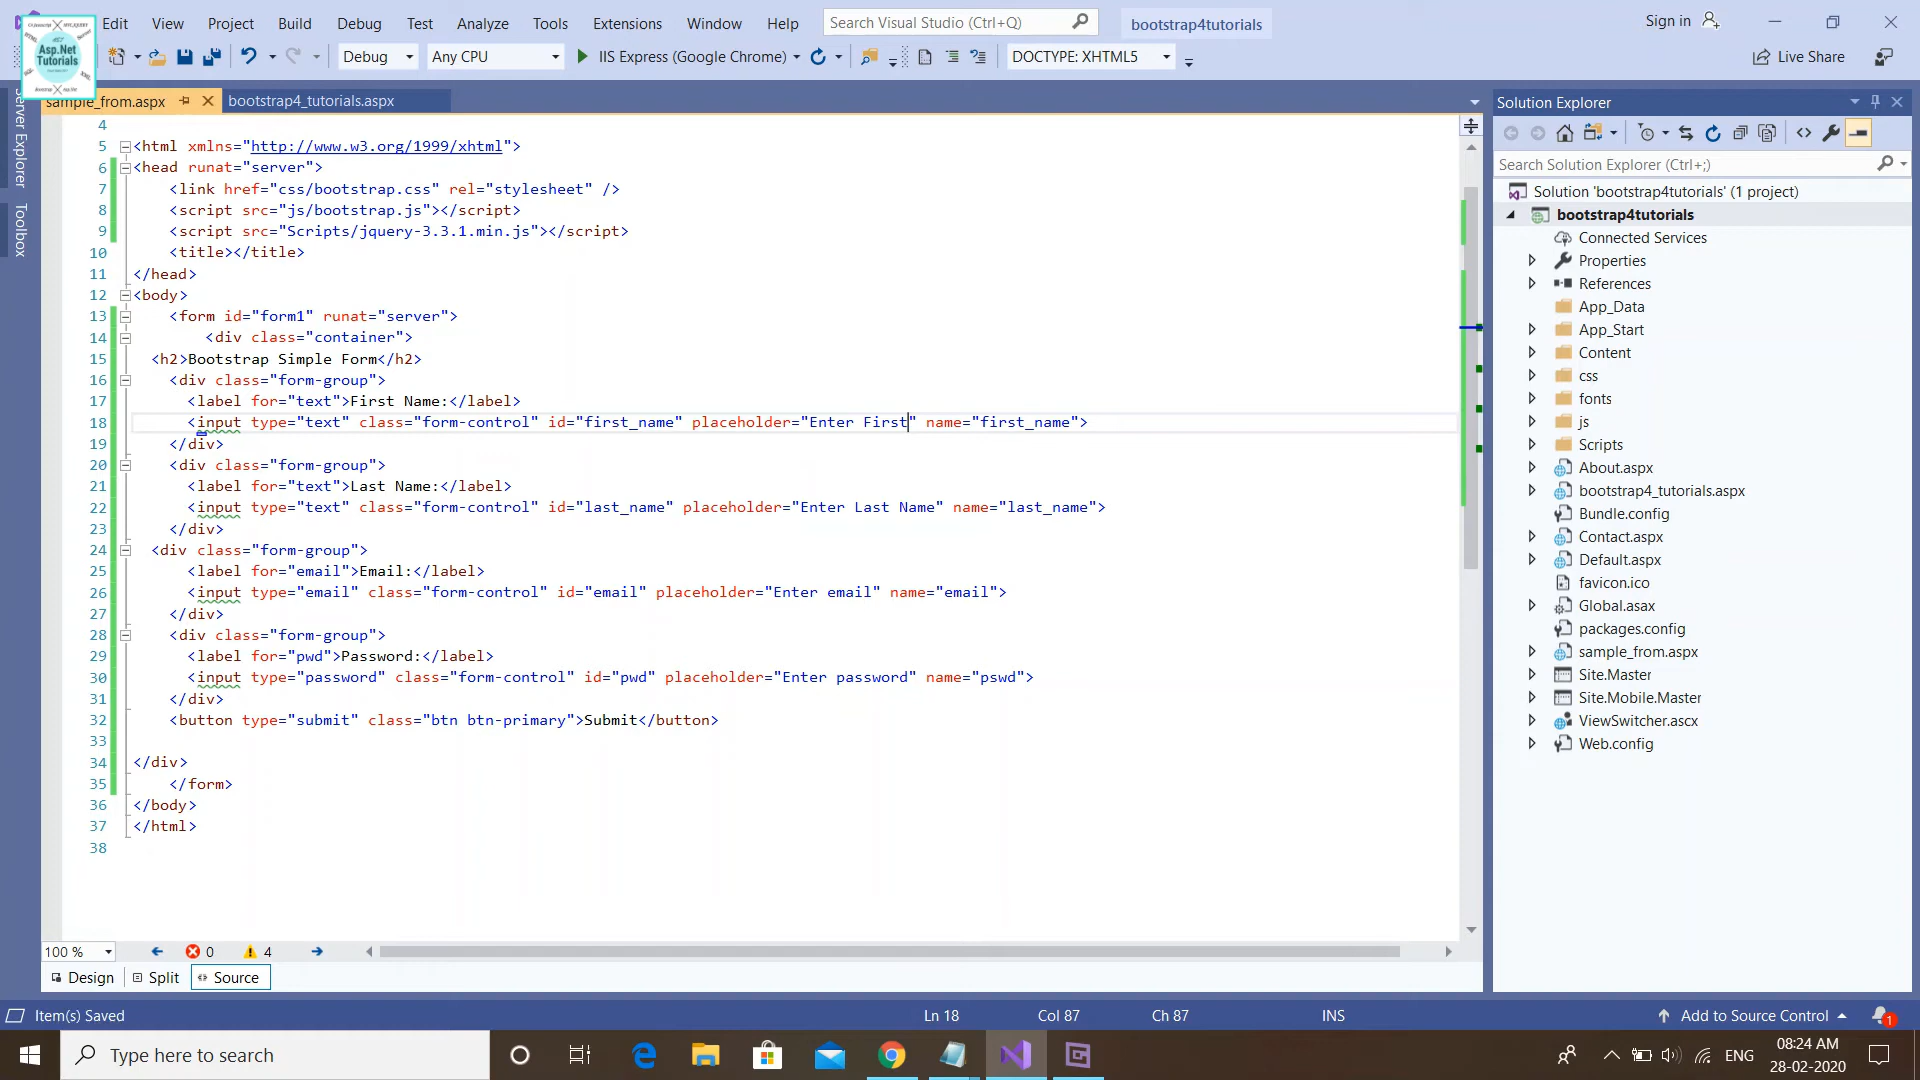 Edit View Project Build Debug Test Analyze Tools Extensions Window Help Search Visual Studio (Ctrl+Q) bootstrap4tutorials Sign in
Debug Any CPU IIS Express (Google Chrome) DOCTYPE: XHTML5 Live Share
Asp.Net
Tutorials
sample_from.aspx bootstrap4_tutorials.aspx
Server Explorer
Toolbox
4
5 <html xmlns="http://www.w3.org/1999/xhtml">
6 <head runat="server">
7 <link href="css/bootstrap.css" rel="stylesheet" />
8 <script src="js/bootstrap.js"></script>
9 <script src="Scripts/jquery-3.3.1.min.js"></script>
10 <title></title>
11 </head>
12 <body>
13 <form id="form1" runat="server">
14 <div class="container">
15 <h2>Bootstrap Simple Form</h2>
16 <div class="form-group">
17 <label for="text">First Name:</label>
18 <input type="text" class="form-control" id="first_name" placeholder="Enter First" name="first_name">
19 </div>
20 <div class="form-group">
21 <label for="text">Last Name:</label>
22 <input type="text" class="form-control" id="last_name" placeholder="Enter Last Name" name="last_name">
23 </div>
24 <div class="form-group">
25 <label for="email">Email:</label>
26 <input type="email" class="form-control" id="email" placeholder="Enter email" name="email">
27 </div>
28 <div class="form-group">
29 <label for="pwd">Password:</label>
30 <input type="password" class="form-control" id="pwd" placeholder="Enter password" name="pswd">
31 </div>
32 <button type="submit" class="btn btn-primary">Submit</button>
33
34 </div>
35 </form>
36 </body>
37 </html>
38
100 % 0 4
Design Split Source
Solution Explorer
Search Solution Explorer (Ctrl+;)
Solution 'bootstrap4tutorials' (1 project)
bootstrap4tutorials
Connected Services
Properties
References
App_Data
App_Start
Content
css
fonts
js
Scripts
About.aspx
bootstrap4_tutorials.aspx
Bundle.config
Contact.aspx
Default.aspx
favicon.ico
Global.asax
packages.config
sample_from.aspx
Site.Master
Site.Mobile.Master
ViewSwitcher.ascx
Web.config
Item(s) Saved Ln 18 Col 87 Ch 87 INS Add to Source Control 1
Type here to search ENG 08:24 AM
28-02-2020